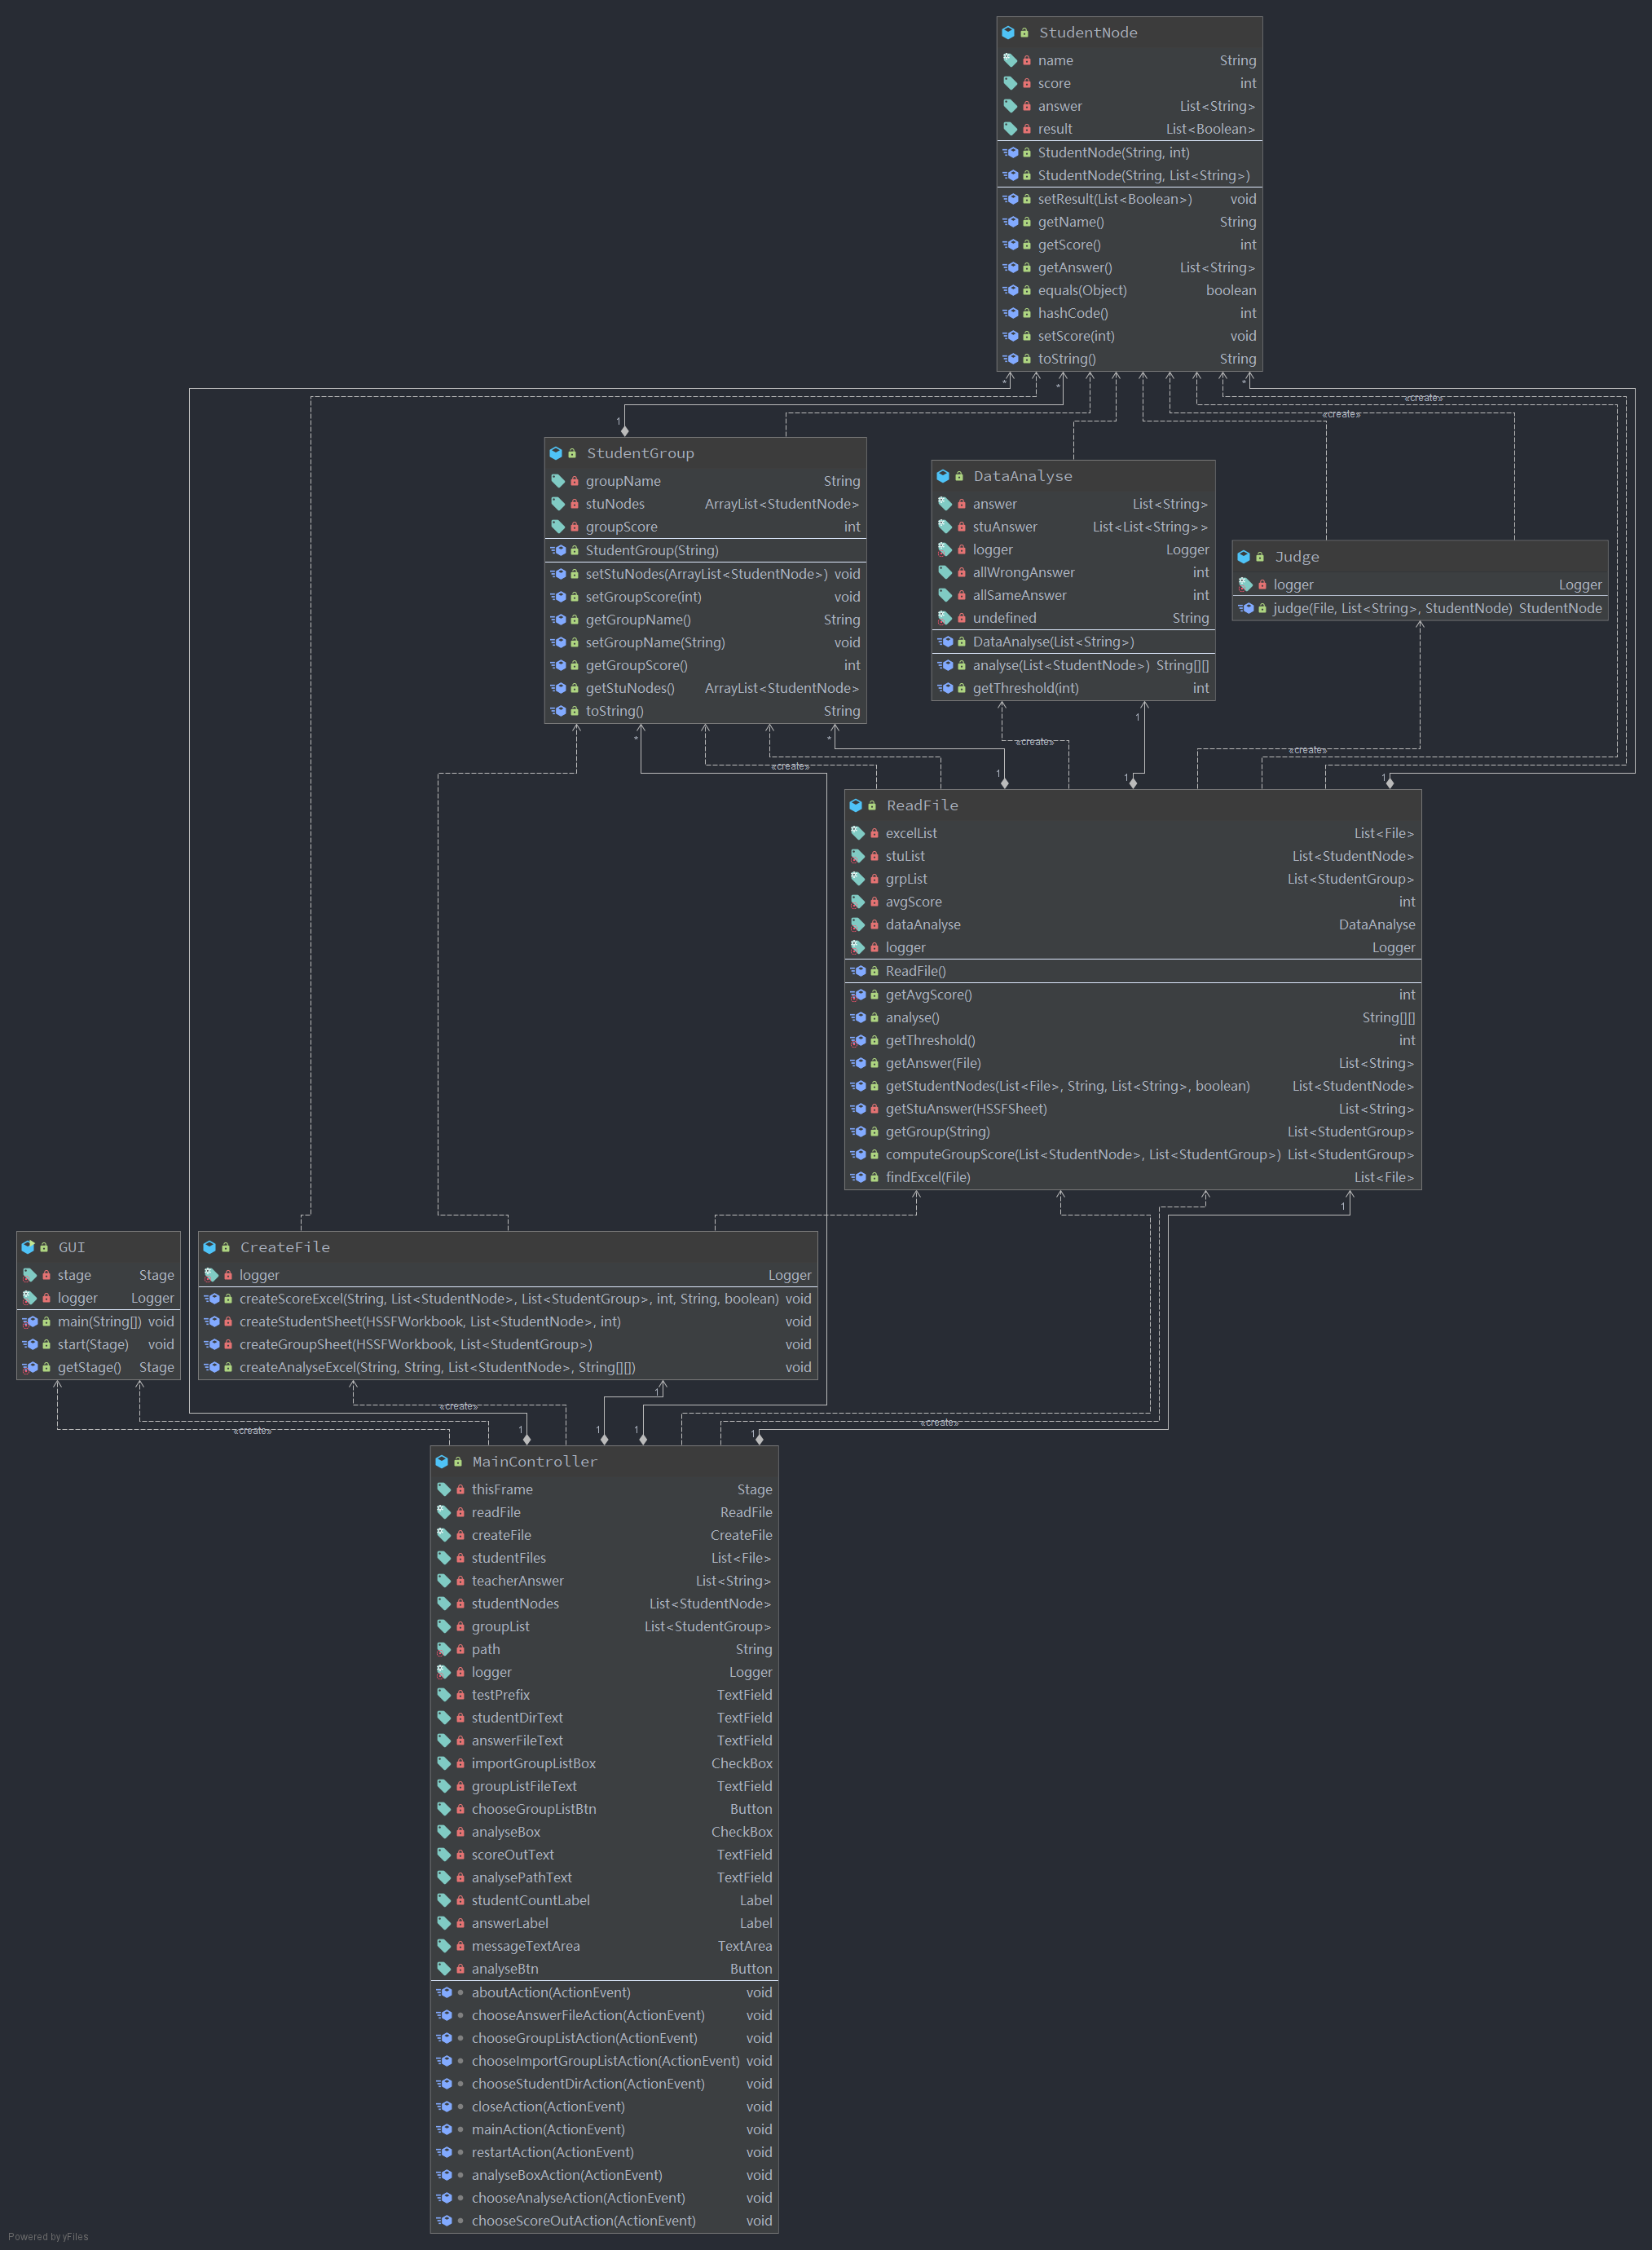 StudentNode
name String
score int
answer List<String>
result List<Boolean>
StudentNode(String, int)
StudentNode(String, List<String>)
setResult(List<Boolean>) void
getName() String
getScore() int
getAnswer() List<String>
equals(Object) boolean
hashCode() int
setScore(int) void
toString() String
* * *
«create»
«create»
1
StudentGroup
groupName String
stuNodes ArrayList<StudentNode>
groupScore int
StudentGroup(String)
setStuNodes(ArrayList<StudentNode>) void
setGroupScore(int) void
getGroupName() String
setGroupName(String) void
getGroupScore() int
getStuNodes() ArrayList<StudentNode>
toString() String
DataAnalyse
answer List<String>
stuAnswer List<List<String>>
logger Logger
allWrongAnswer int
allSameAnswer int
undefined String
DataAnalyse(List<String>)
analyse(List<StudentNode>) String[][]
getThreshold(int) int
Judge
logger Logger
judge(File, List<String>, StudentNode) StudentNode
* * 1
«create»
«create»
«create»
1 1 1
ReadFile
excelList List<File>
stuList List<StudentNode>
grpList List<StudentGroup>
avgScore int
dataAnalyse DataAnalyse
logger Logger
ReadFile()
getAvgScore() int
analyse() String[][]
getThreshold() int
getAnswer(File) List<String>
getStudentNodes(List<File>, String, List<String>, boolean) List<StudentNode>
getStuAnswer(HSSFSheet) List<String>
getGroup(String) List<StudentGroup>
computeGroupScore(List<StudentNode>, List<StudentGroup>) List<StudentGroup>
findExcel(File) List<File>
1
GUI
stage Stage
logger Logger
main(String[]) void
start(Stage) void
getStage() Stage
CreateFile
logger Logger
createScoreExcel(String, List<StudentNode>, List<StudentGroup>, int, String, boolean) void
createStudentSheet(HSSFWorkbook, List<StudentNode>, int) void
createGroupSheet(HSSFWorkbook, List<StudentGroup>) void
createAnalyseExcel(String, String, List<StudentNode>, String[][]) void
1
«create»
«create»
«create»
1 1 1 1
MainController
thisFrame Stage
readFile ReadFile
createFile CreateFile
studentFiles List<File>
teacherAnswer List<String>
studentNodes List<StudentNode>
groupList List<StudentGroup>
path String
logger Logger
testPrefix TextField
studentDirText TextField
answerFileText TextField
importGroupListBox CheckBox
groupListFileText TextField
chooseGroupListBtn Button
analyseBox CheckBox
scoreOutText TextField
analysePathText TextField
studentCountLabel Label
answerLabel Label
messageTextArea TextArea
analyseBtn Button
aboutAction(ActionEvent) void
chooseAnswerFileAction(ActionEvent) void
chooseGroupListAction(ActionEvent) void
chooseImportGroupListAction(ActionEvent) void
chooseStudentDirAction(ActionEvent) void
closeAction(ActionEvent) void
mainAction(ActionEvent) void
restartAction(ActionEvent) void
analyseBoxAction(ActionEvent) void
chooseAnalyseAction(ActionEvent) void
chooseScoreOutAction(ActionEvent) void
Powered by yFiles